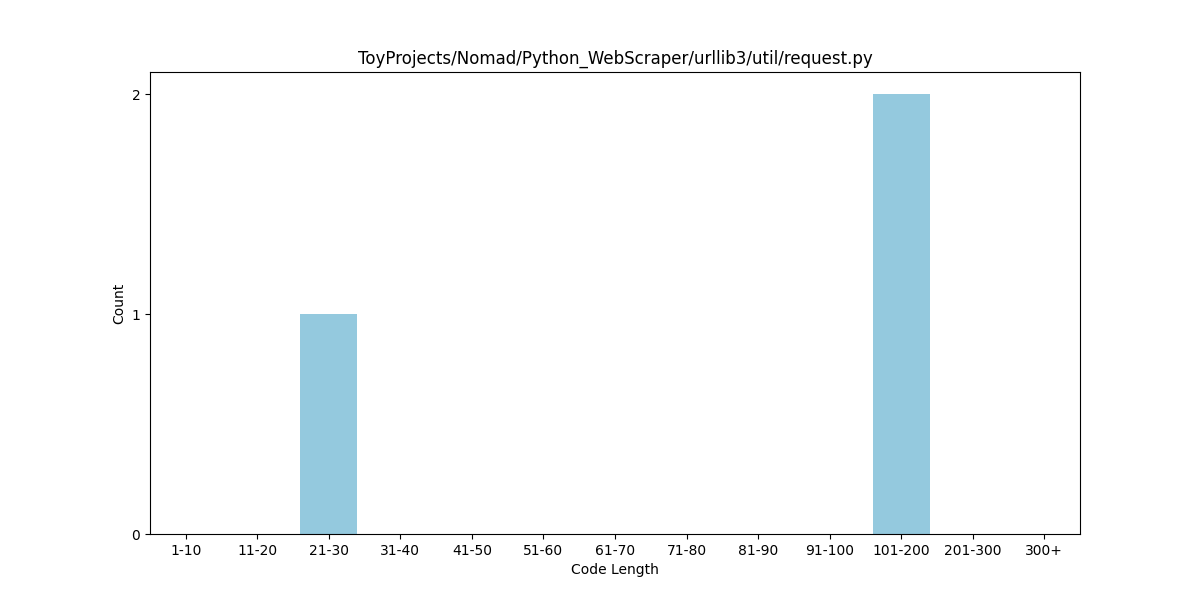 ToyProjects/Nomad/Python_WebScraper/urllib3/util/request.py
2
1
0
Count
1-10 11-20 21-30 31-40 41-50 51-60 61-70 71-80 81-90 91-100 101-200 201-300 300+
Code Length